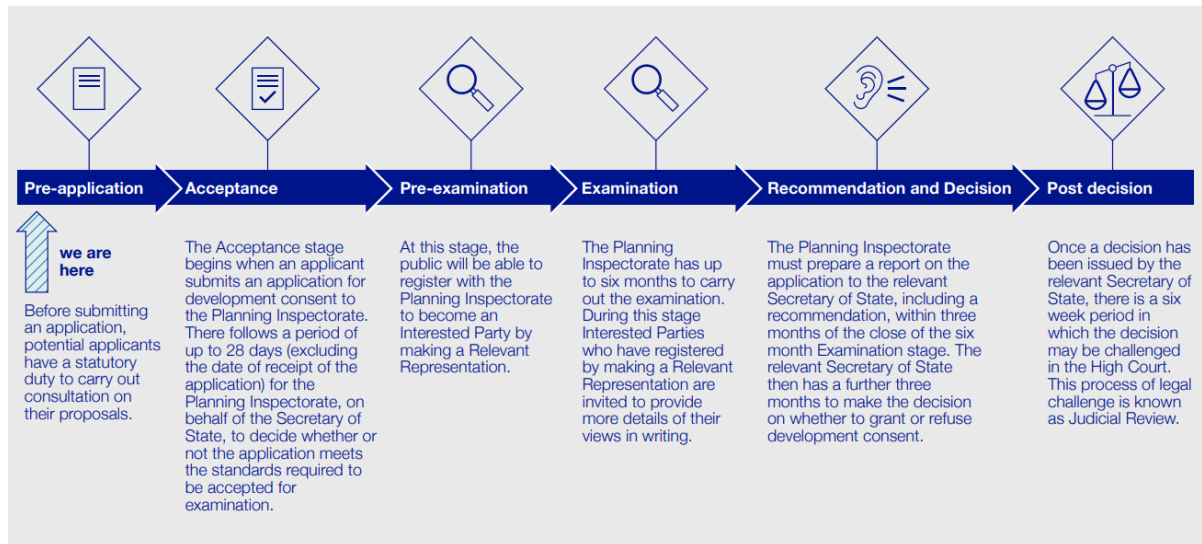 Pre-application
Acceptance
Pre-examination
Examination
Recommendation and Decision
Post decision
we are
here
Before submitting
an application,
potential applicants
have a statutory
duty to carry out
consultation on
their proposals.
The Acceptance stage
begins when an applicant
submits an application for
development consent to
the Planning Inspectorate.
There follows a period of
up to 28 days (excluding
the date of receipt of the
application) for the
Planning Inspectorate, on
behalf of the Secretary of
State, to decide whether or
not the application meets
the standards required to
be accepted for
examination.
At this stage, the
public will be able to
register with the
Planning Inspectorate
to become an
Interested Party by
making a Relevant
Representation.
The Planning
Inspectorate has up
to six months to carry
out the examination.
During this stage
Interested Parties
who have registered
by making a Relevant
Representation are
invited to provide
more details of their
views in writing.
The Planning Inspectorate
must prepare a report on the
application to the relevant
Secretary of State, including a
recommendation, within three
months of the close of the six
month Examination stage. The
relevant Secretary of State
then has a further three
months to make the decision
on whether to grant or refuse
development consent.
Once a decision has
been issued by the
relevant Secretary of
State, there is a six
week period in
which the decision
may be challenged
in the High Court.
This process of legal
challenge is known
as Judicial Review.